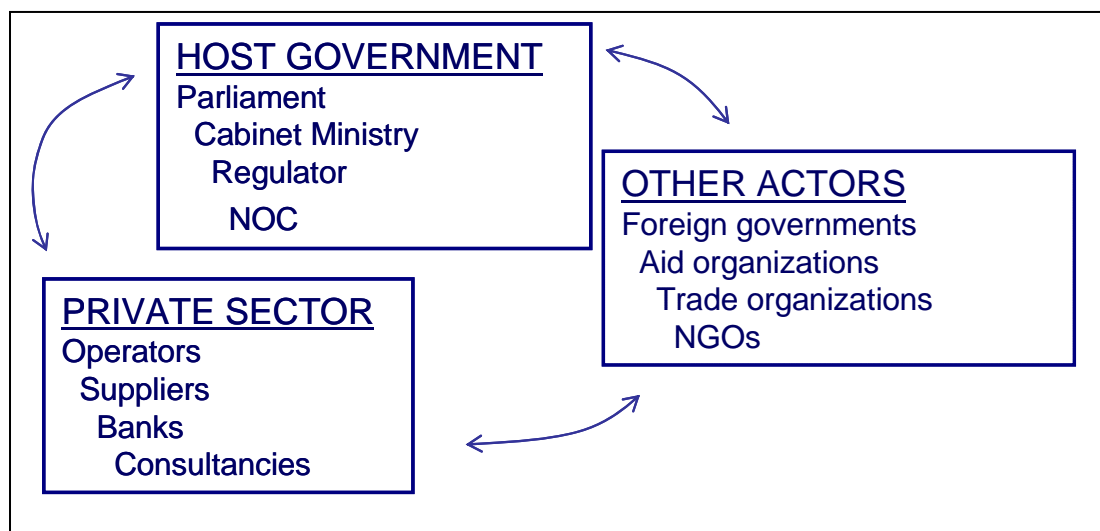 HOST GOVERNMENT
Parliament
Cabinet Ministry
Regulator
NOC
OTHER ACTORS
Foreign governments
Aid organizations
Trade organizations
NGOs
PRIVATE SECTOR
Operators
Suppliers
Banks
Consultancies